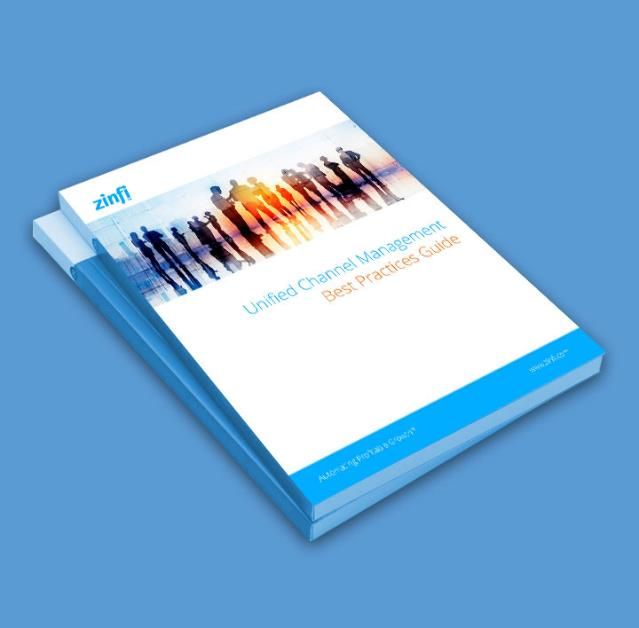 zinfi
Unified Channel Management
Best Practices Guide
www.zinfi.com
Automating Profitable Growth